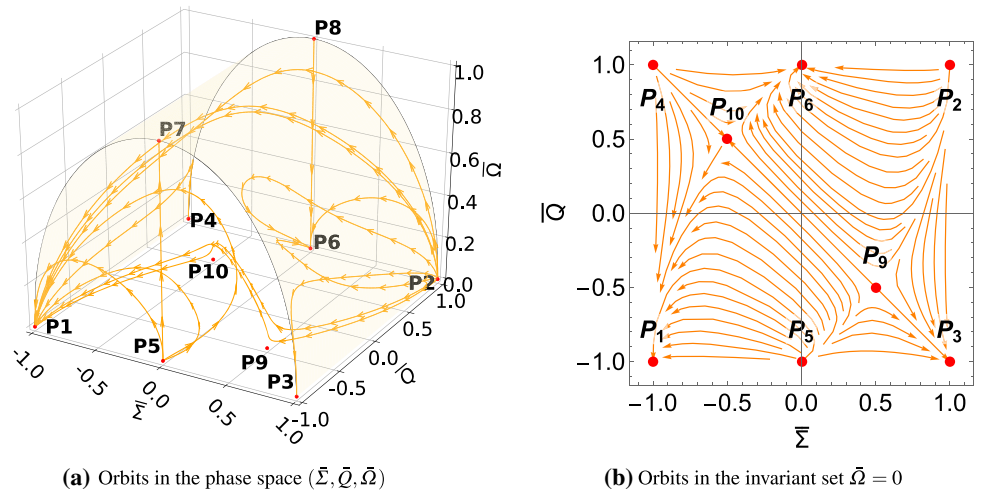 P8
1.0
0.8
0.6
0.4
0.2
0.0
Ω̄
P7
P4
P6
P10
P2
P1
P5
P9
P3
-1.0
-0.5
0.0
0.5
1.0
Σ̄
-1.0
-0.5
0.0
0.5
1.0
Q̄
(a) Orbits in the phase space (Σ̄, Q̄, Ω̄)
1.0
0.5
0.0
-0.5
-1.0
Q̄
P4
P10
P6
P2
P9
P1
P5
P3
-1.0 -0.5 0.0 0.5 1.0
Σ̄
(b) Orbits in the invariant set Ω̄ = 0